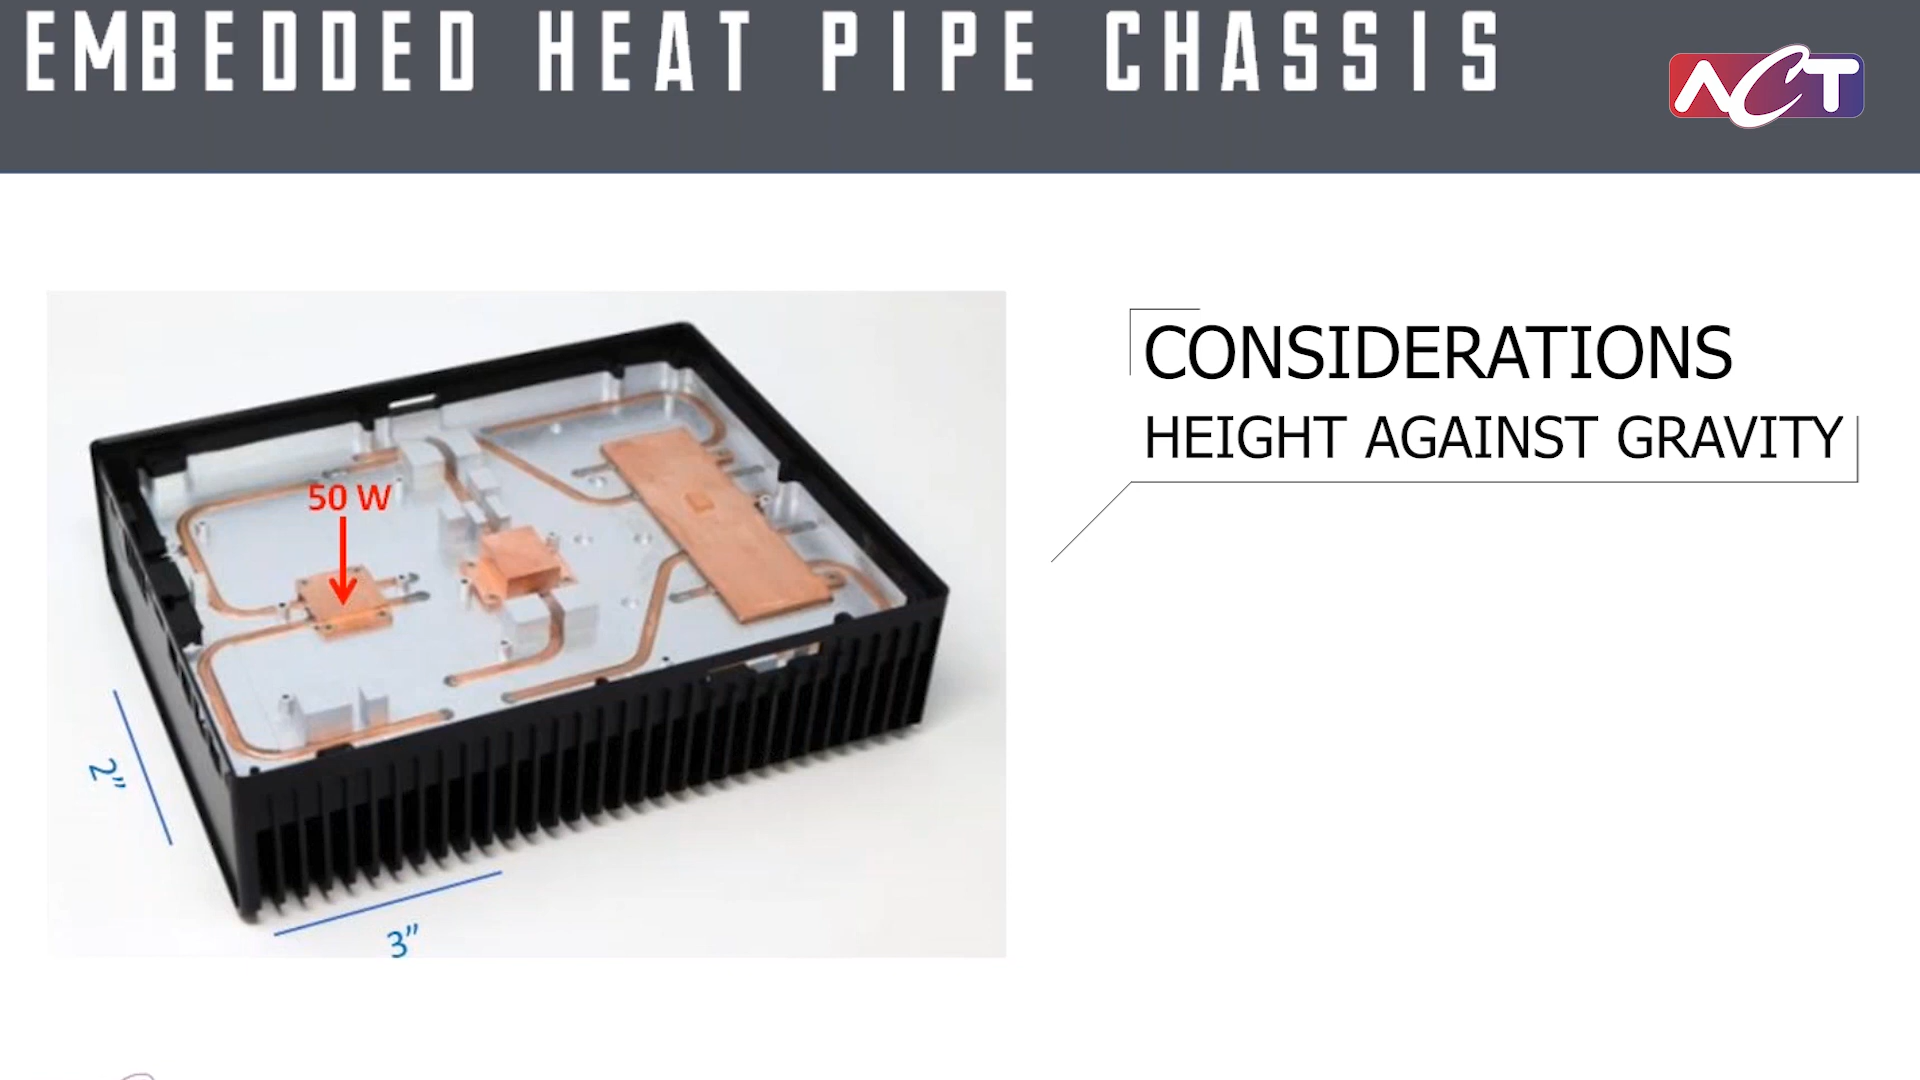 EMBEDDED HEAT PIPE CHASSIS
ACT
CONSIDERATIONS
HEIGHT AGAINST GRAVITY
50 W
2”
3”